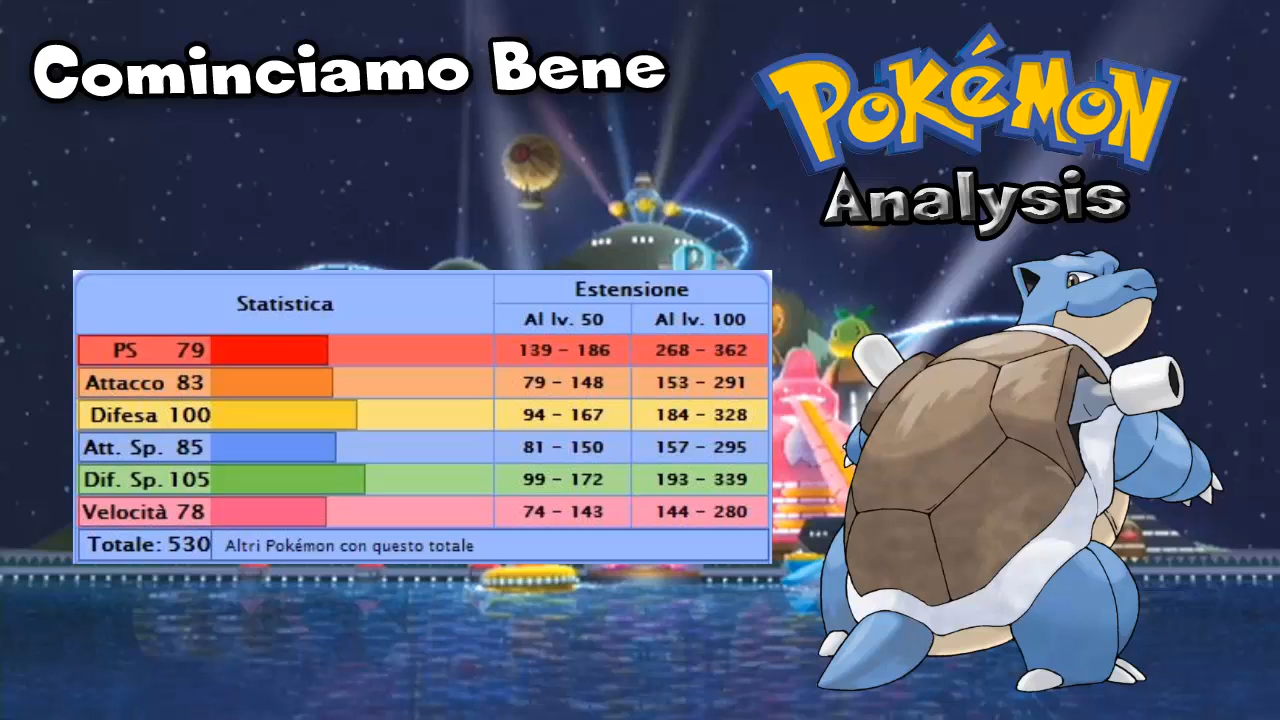 Cominciamo Bene
POKéMON
Analysis
Statistica Estensione
Al lv. 50 Al lv. 100
PS 79 139 - 186 268 - 362
Attacco 83 79 - 148 153 - 291
Difesa 100 94 - 167 184 - 328
Att. Sp. 85 81 - 150 157 - 295
Dif. Sp. 105 99 - 172 193 - 339
Velocità 78 74 - 143 144 - 280
Totale: 530 Altri Pokémon con questo totale